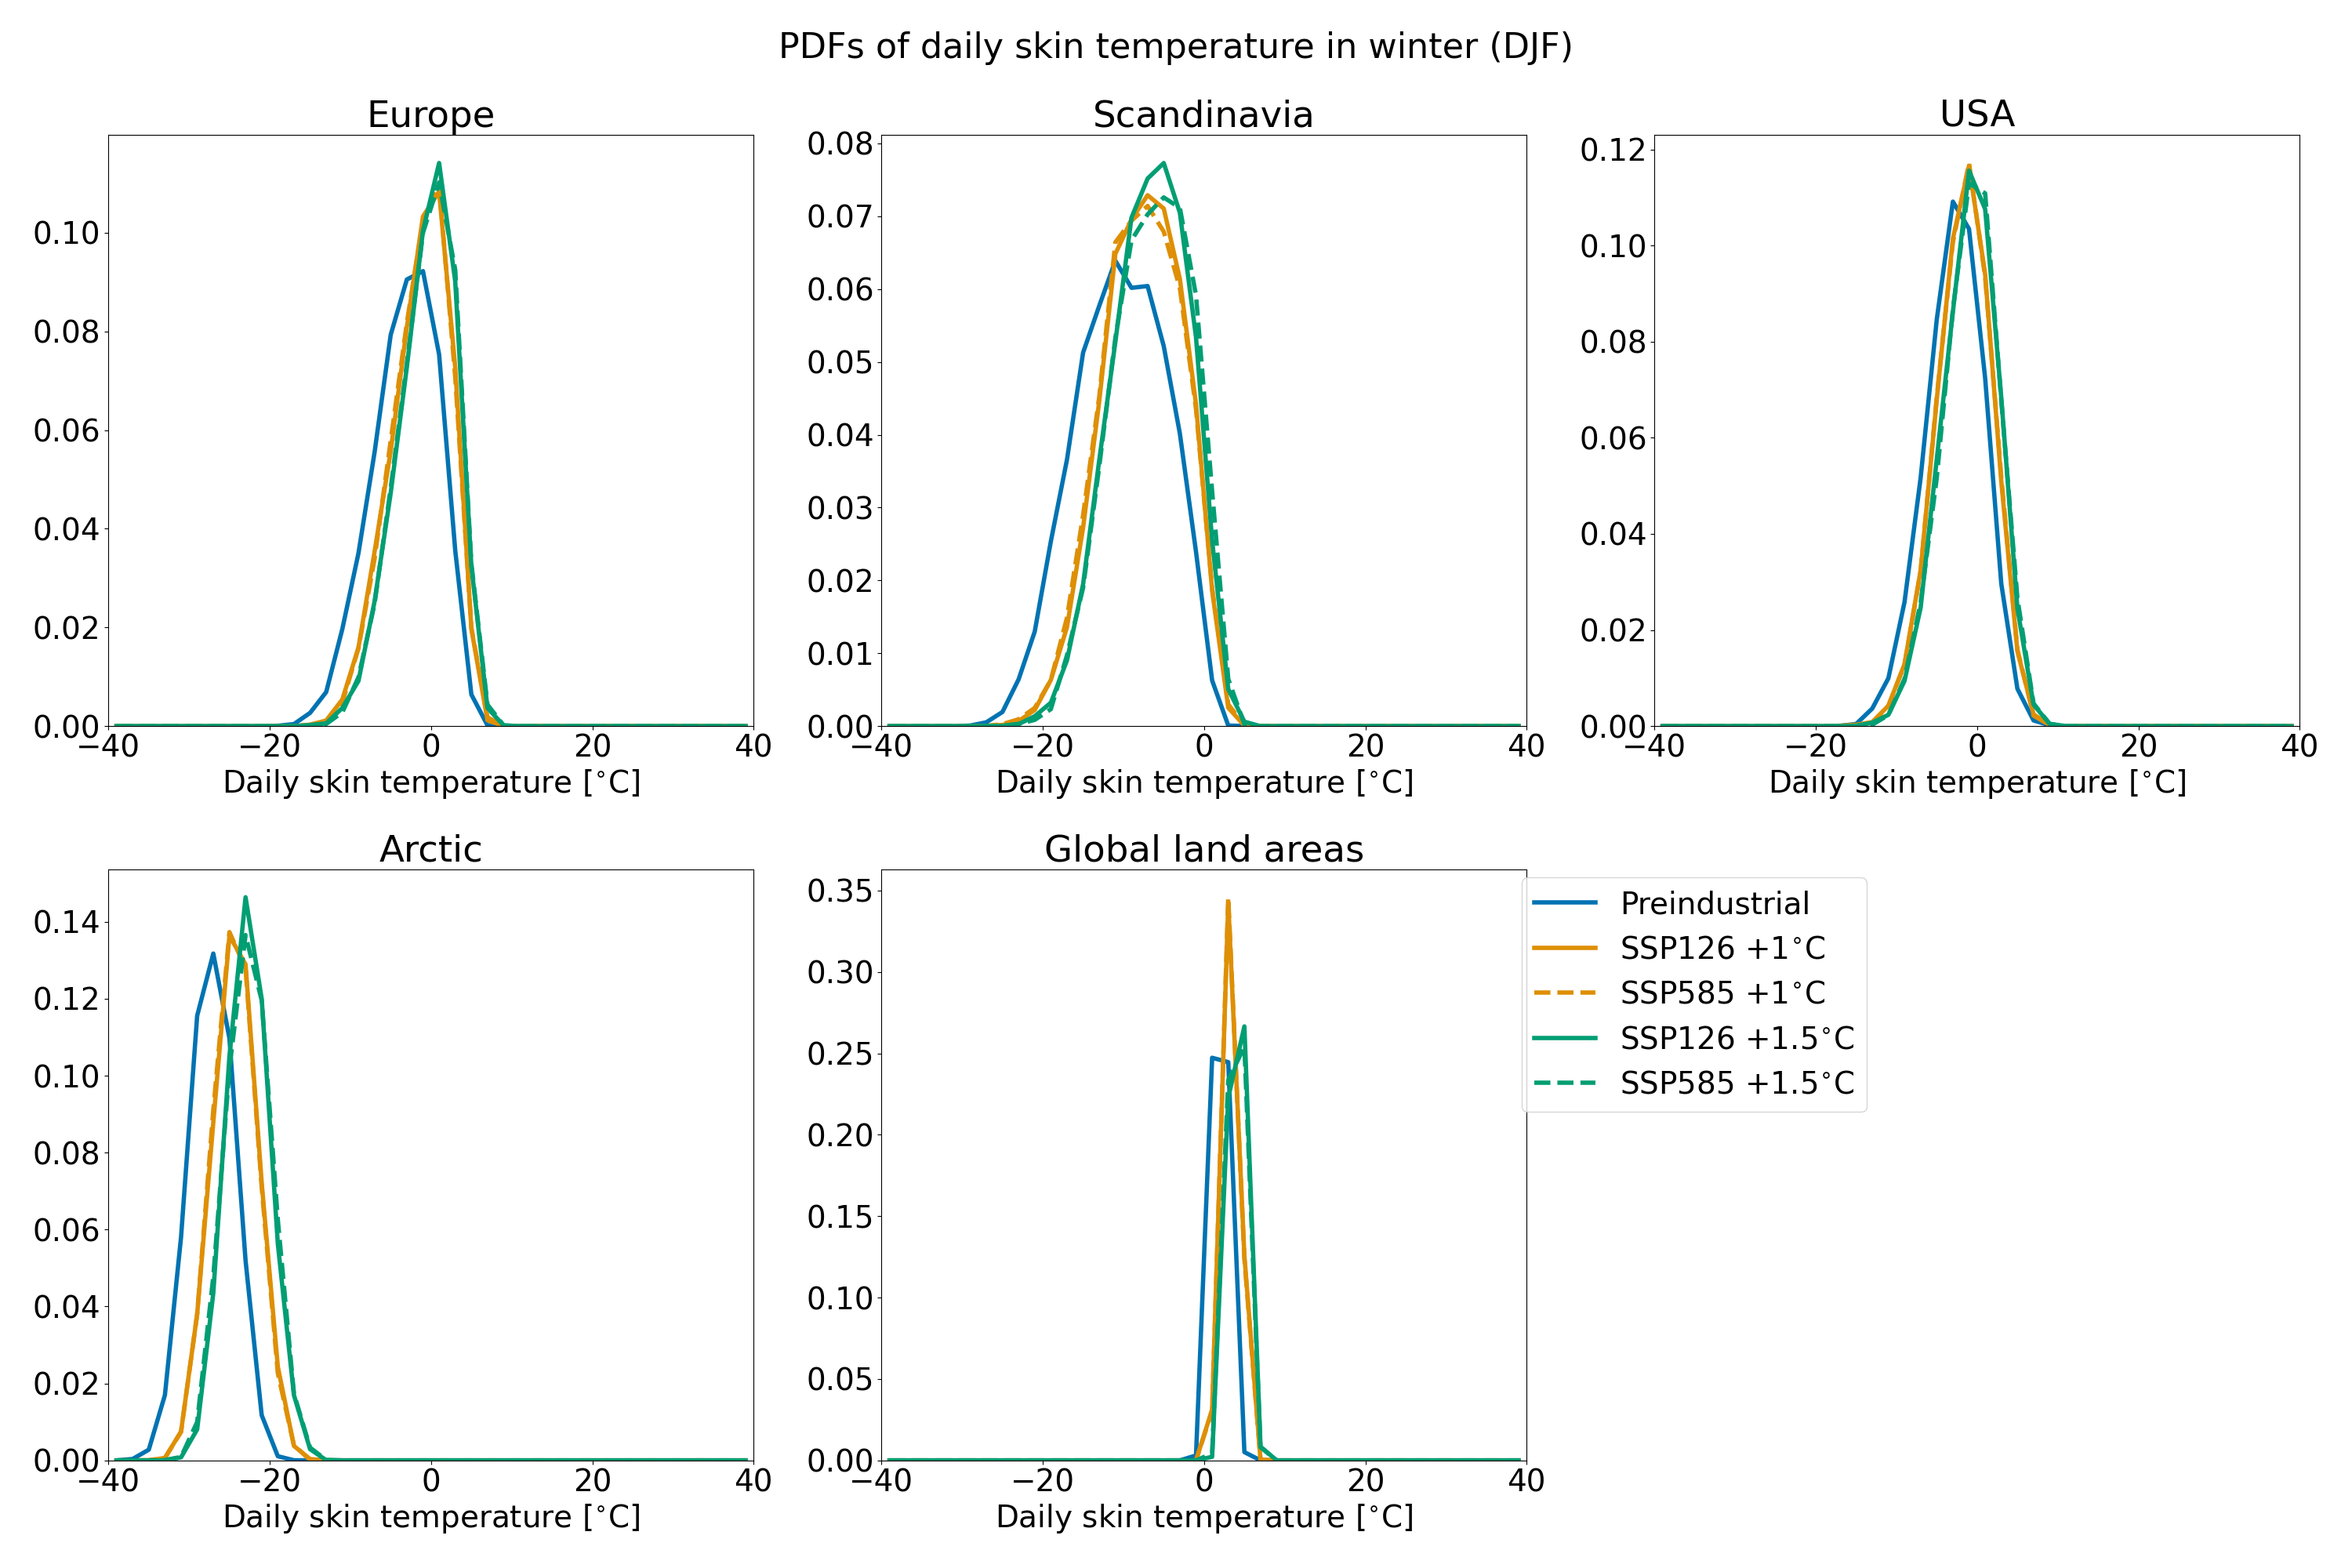 PDFs of daily skin temperature in winter (DJF)
Europe
0.10
0.08
0.06
0.04
0.02
0.00
−40 −20 0 20 40
Daily skin temperature [°C]
Scandinavia
0.08
0.07
0.06
0.05
0.04
0.03
0.02
0.01
0.00
−40 −20 0 20 40
Daily skin temperature [°C]
USA
0.12
0.10
0.08
0.06
0.04
0.02
0.00
−40 −20 0 20 40
Daily skin temperature [°C]
Arctic
0.14
0.12
0.10
0.08
0.06
0.04
0.02
0.00
−40 −20 0 20 40
Daily skin temperature [°C]
Global land areas
0.35
0.30
0.25
0.20
0.15
0.10
0.05
0.00
−40 −20 0 20 40
Daily skin temperature [°C]
Preindustrial
SSP126 +1°C
SSP585 +1°C
SSP126 +1.5°C
SSP585 +1.5°C